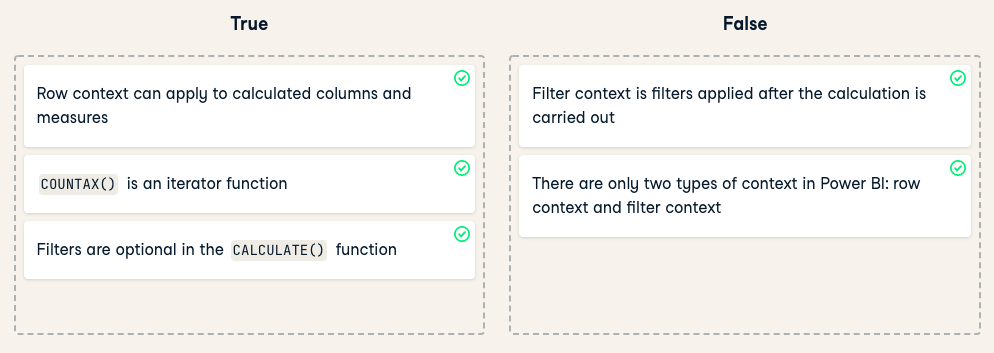 True
Row context can apply to calculated columns and
measures
COUNTAX() is an iterator function
Filters are optional in the CALCULATE() function
False
Filter context is filters applied after the calculation is
carried out
There are only two types of context in Power BI: row
context and filter context